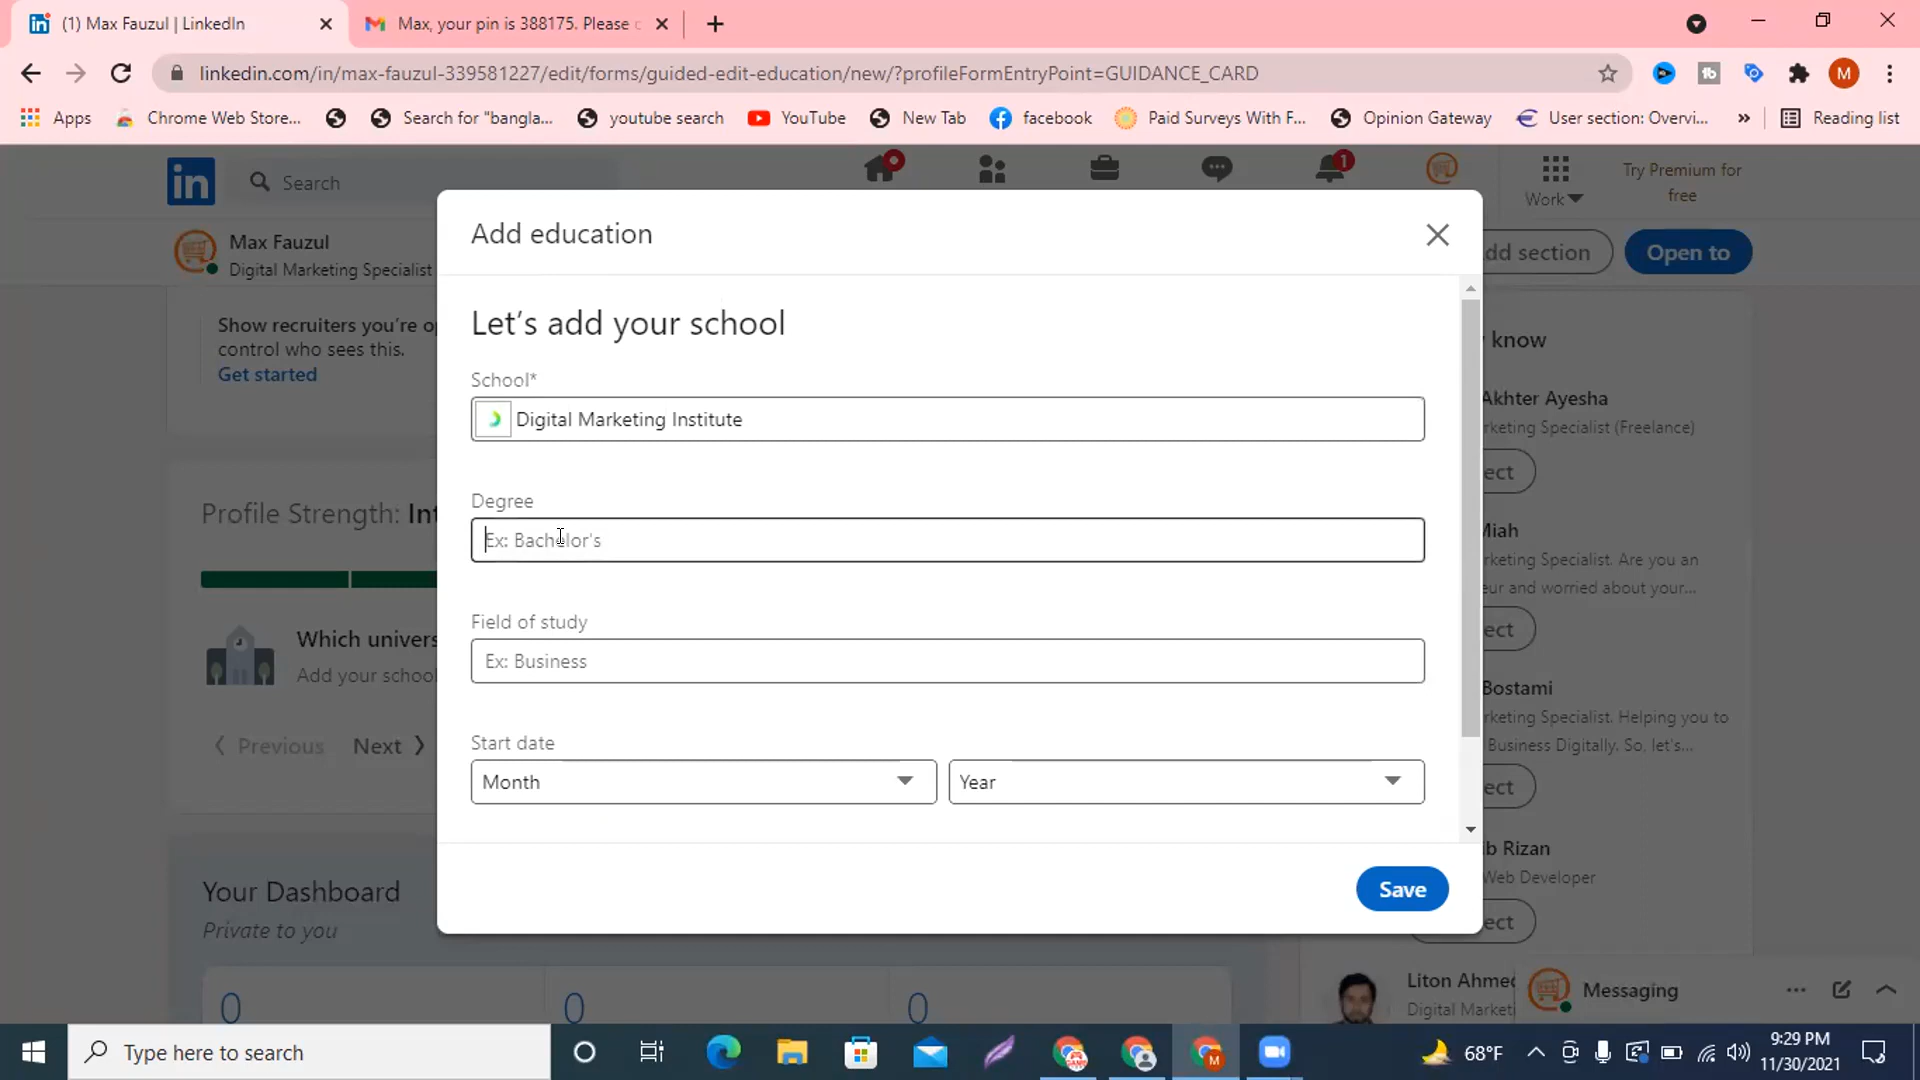 (1) Max Fauzul | LinkedIn
Max, your pin is 388175. Please c
linkedin.com/in/max-fauzul-339581227/edit/forms/guided-edit-education/new/?profileFormEntryPoint=GUIDANCE_CARD
M
Apps
Chrome Web Store...
Search for "bangla...
youtube search
YouTube
New Tab
facebook
Paid Surveys With F...
Opinion Gateway
User section: Overvi...
»
Reading list
in
Search
1
Work
Try Premium for
free
Max Fauzul
Digital Marketing Specialist
dd section
Open to
Add education
Let's add your school
School*
Digital Marketing Institute
Degree
Ex: Bachelor's
Field of study
Ex: Business
Start date
Month
Year
Save
Show recruiters you're o
control who sees this.
Get started
Profile Strength: Int
Which univers
Add your school
Previous
Next
Your Dashboard
Private to you
0
0
0
know
Akhter Ayesha
rketing Specialist (Freelance)
ect
Miah
rketing Specialist. Are you an
eur and worried about your...
ect
Bostami
rketing Specialist. Helping you to
Business Digitally. So, let's...
ect
b Rizan
Web Developer
ect
Liton Ahmed
Digital Marketi
Messaging
Type here to search
68°F
9:29 PM
11/30/2021